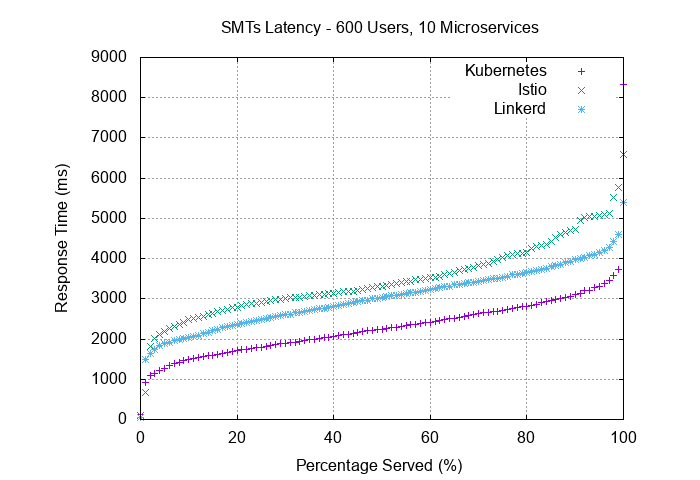 SMTs Latency - 600 Users, 10 Microservices
9000
8000
7000
6000
5000
4000
3000
2000
1000
0
Response Time (ms)
Kubernetes
Istio
Linkerd
0 20 40 60 80 100
Percentage Served (%)